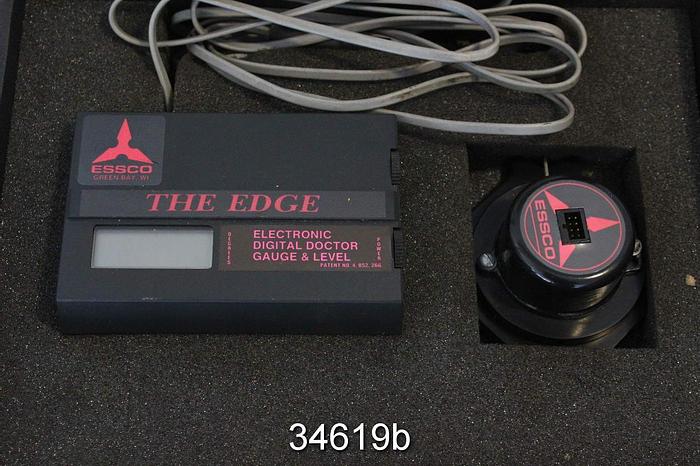 ESSCO
GREEN BAY, WI
THE EDGE
DEGREES
ELECTRONIC
DIGITAL DOCTOR
GAUGE & LEVEL
PATENT NO. 4,852,266
POWER
ESSCO
34619b